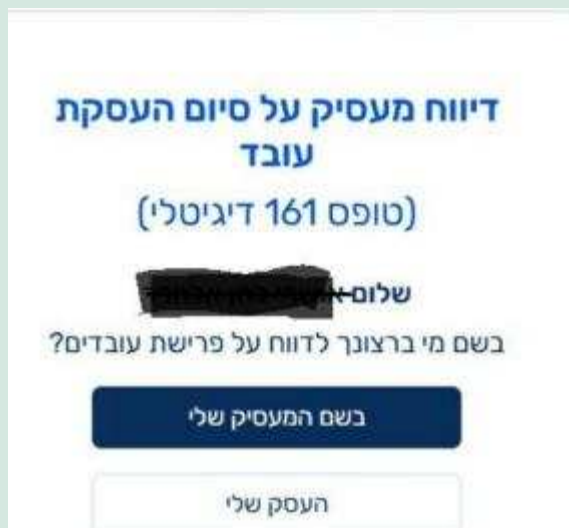 דיווח מעסיק על סיום העסקת
עובד
(טופס 161 דיגיטלי)
שלום
בשם מי ברצונך לדווח על פרישת עובדים?
בשם המעסיק שלי
העסק שלי